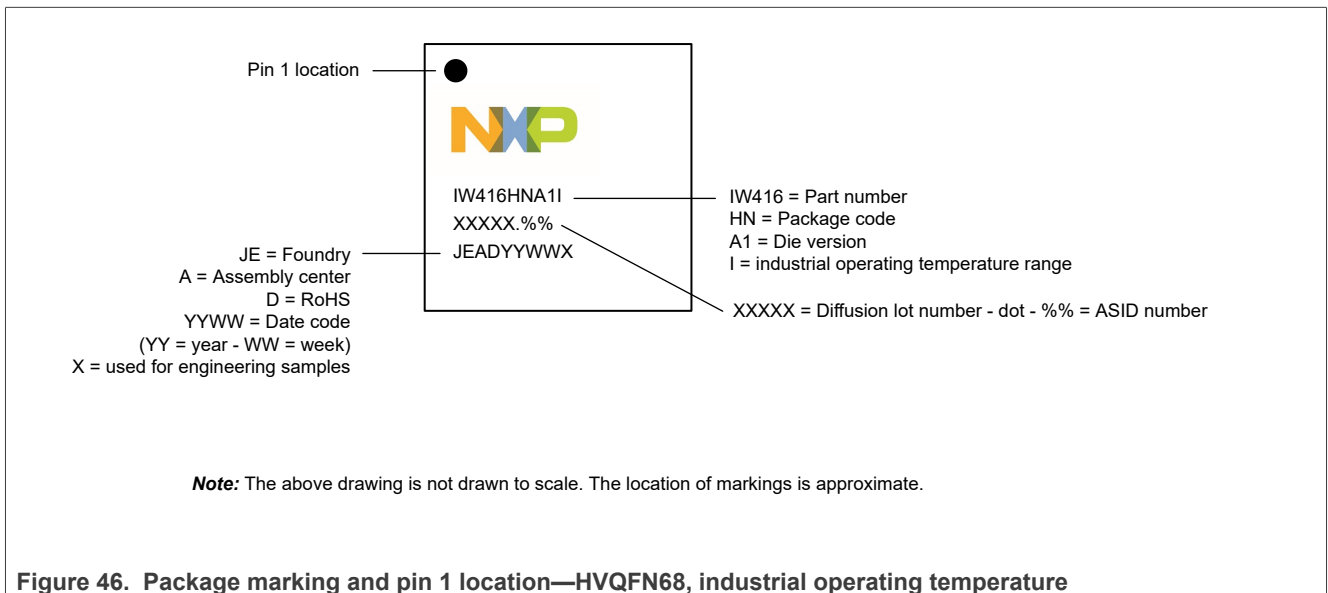 Pin 1 location
NXP
IW416HNA1I
XXXXX.%%
JEADYYWWX
IW416 = Part number
HN = Package code
A1 = Die version
I = industrial operating temperature range
JE = Foundry
A = Assembly center
D = RoHS
YYWW = Date code
(YY = year - WW = week)
X = used for engineering samples
XXXXX = Diffusion lot number - dot - %% = ASID number
Note: The above drawing is not drawn to scale. The location of markings is approximate.
Figure 46. Package marking and pin 1 location—HVQFN68, industrial operating temperature